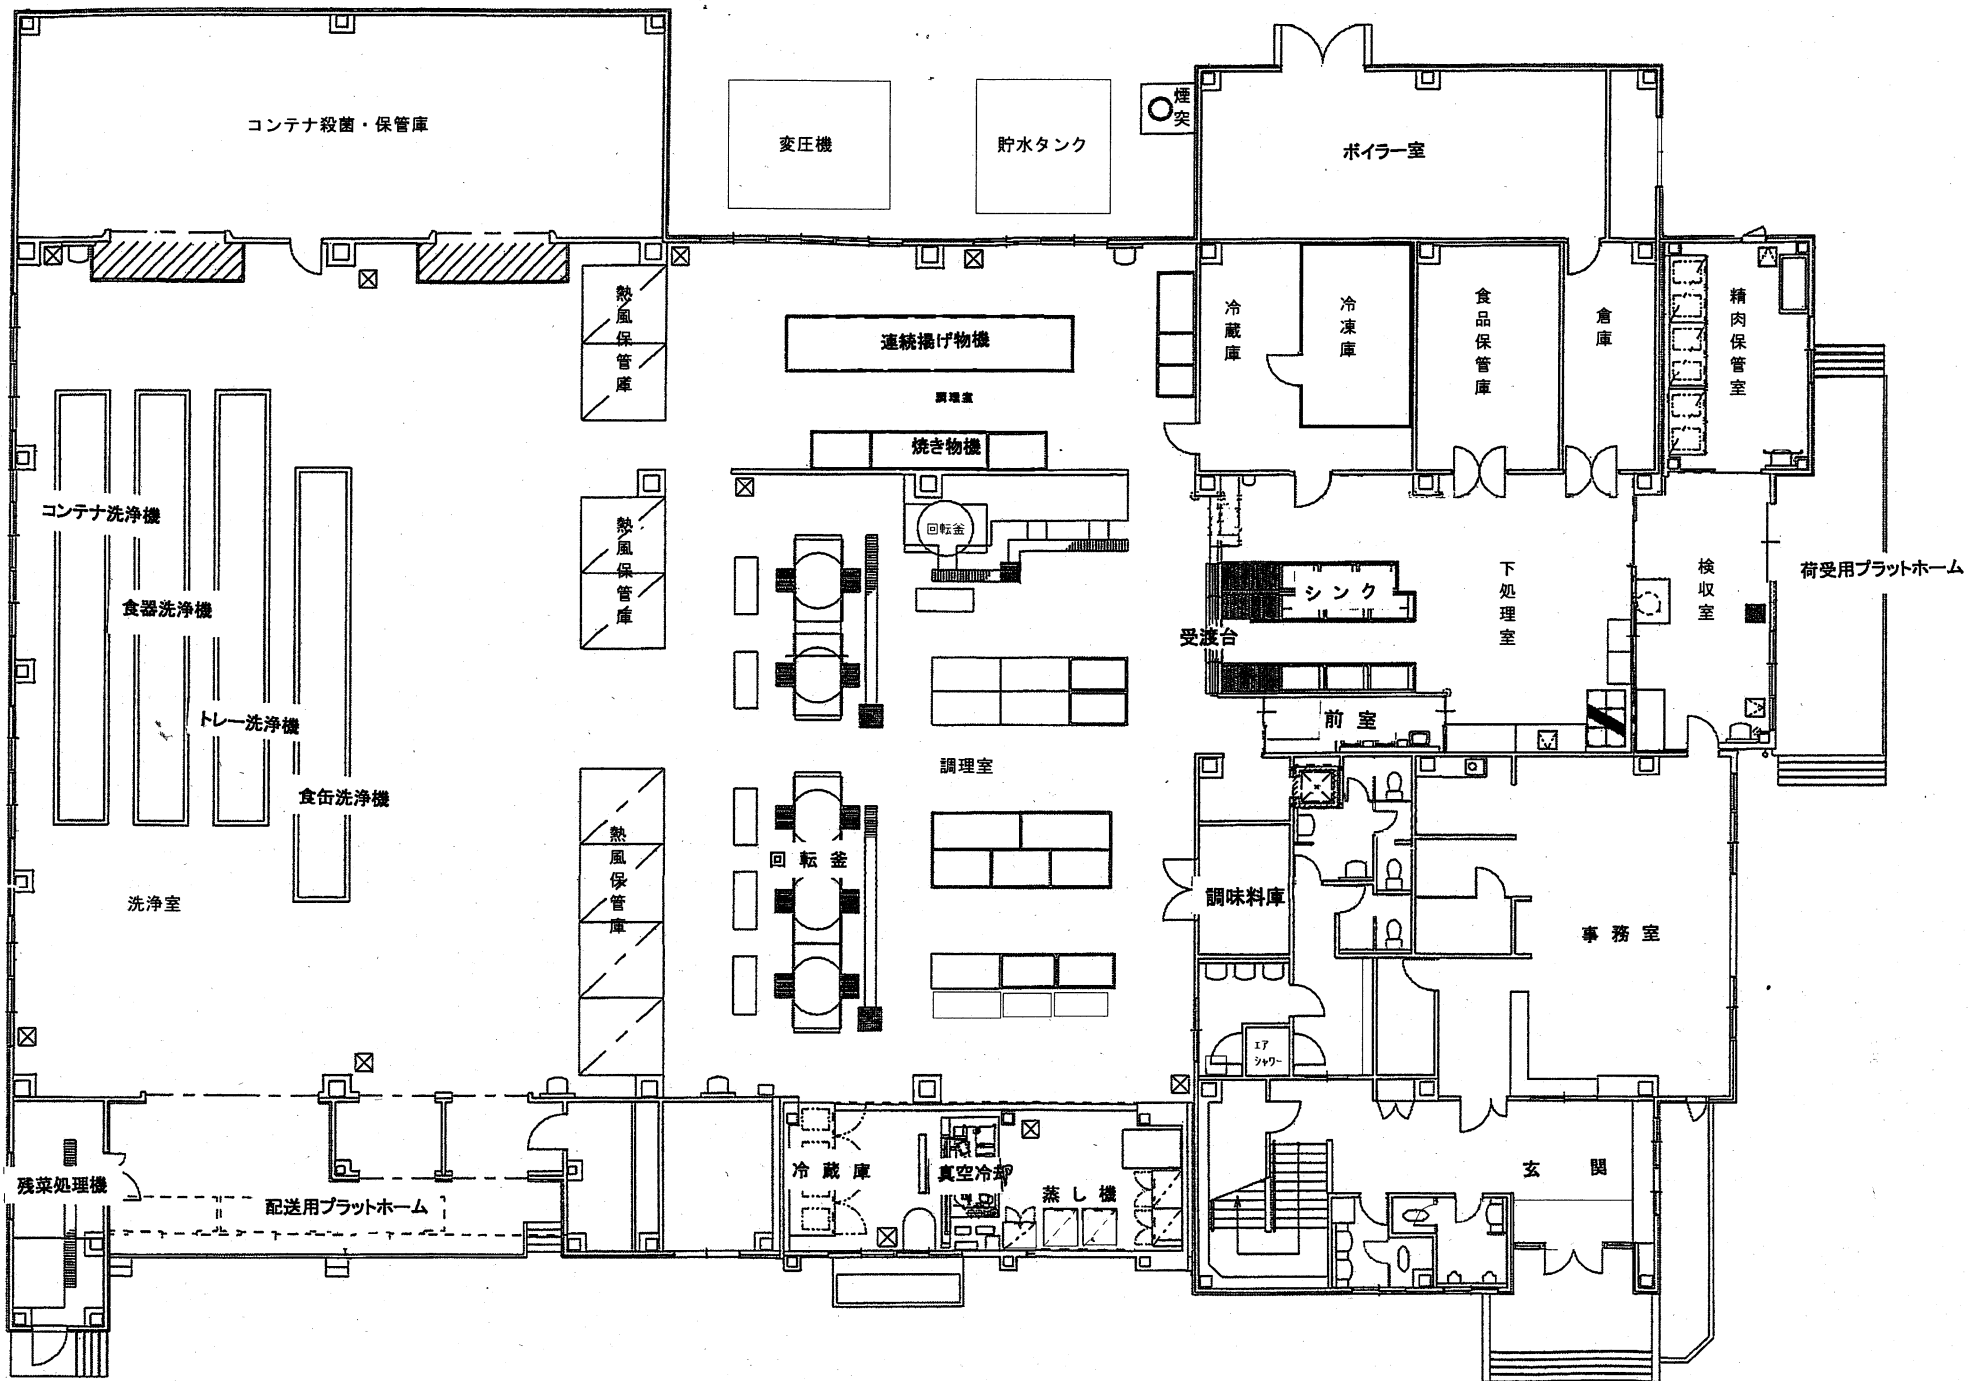 コンテナ殺菌・保管庫
変圧機
貯水タンク
煙突
ボイラー室
熱風保管庫
連続揚げ物機
調理室
焼き物機
冷蔵庫
冷凍庫
食品保管庫
倉庫
精肉保管室
コンテナ洗浄機
食器洗浄機
トレー洗浄機
食缶洗浄機
洗浄室
熱風保管庫
熱風保管庫
回転釜
回転釜
調理室
シンク
受渡台
下処理室
検収室
荷受用プラットホーム
前室
調味料庫
事務室
エア
シャワー
残菜処理機
配送用プラットホーム
冷蔵庫
真空冷却
蒸し機
玄関